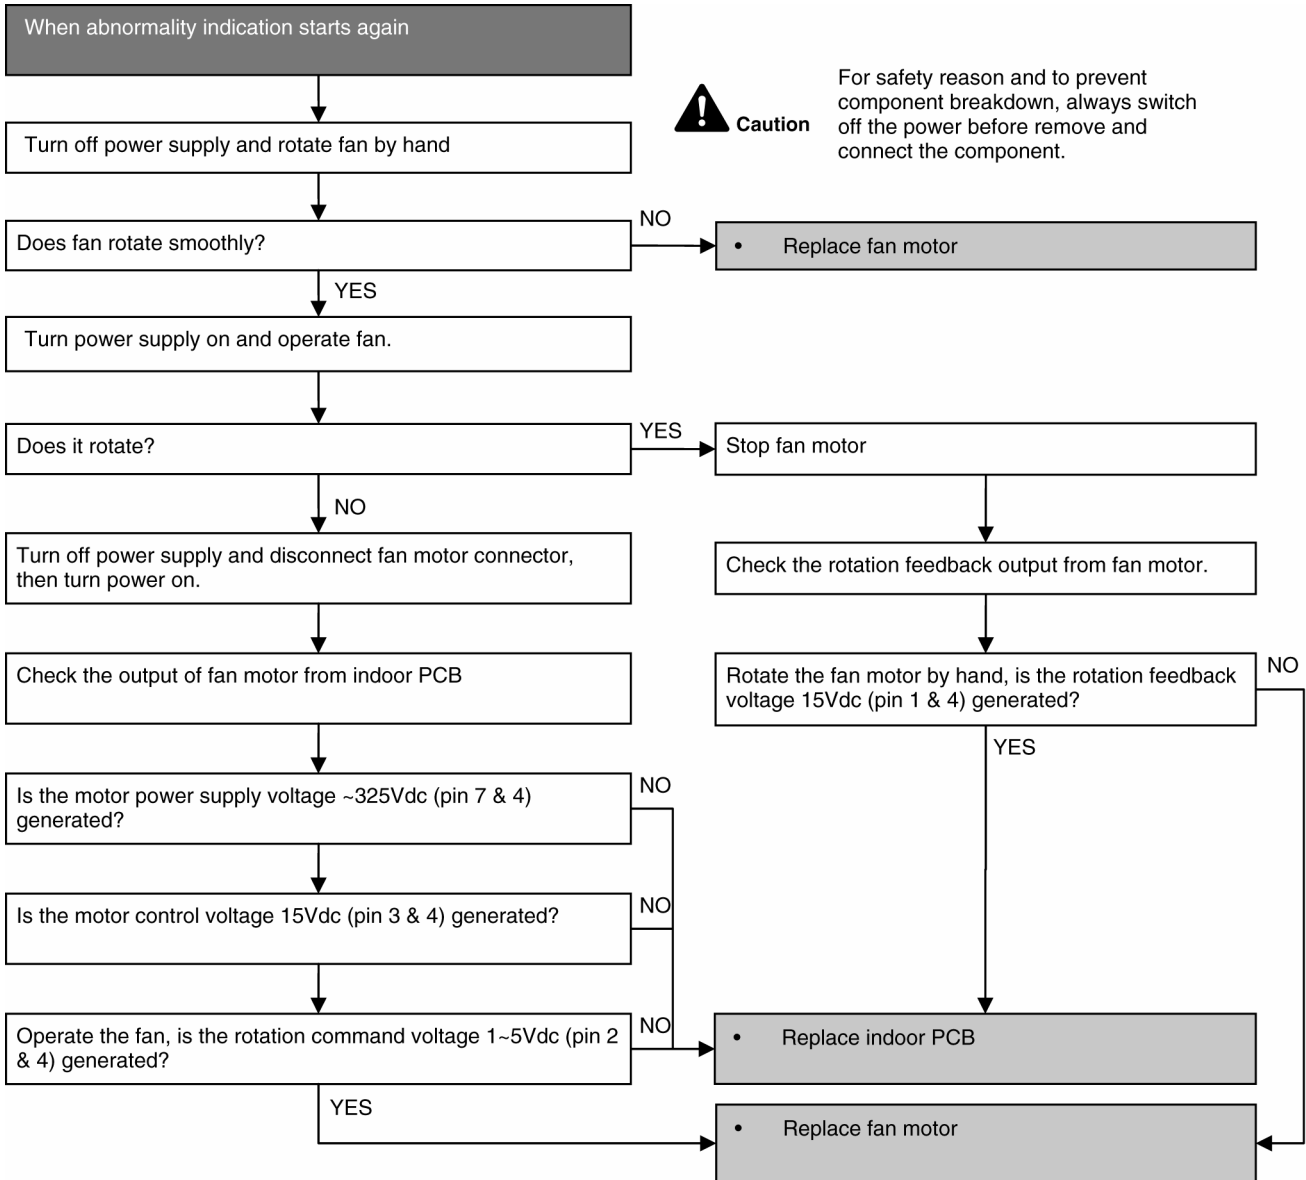 When abnormality indication starts again
For safety reason and to prevent
component breakdown, always switch
off the power before remove and
connect the component.
Caution
Turn off power supply and rotate fan by hand
Does fan rotate smoothly?
NO
• Replace fan motor
YES
Turn power supply on and operate fan.
Does it rotate?
YES
Stop fan motor
NO
Turn off power supply and disconnect fan motor connector,
then turn power on.
Check the rotation feedback output from fan motor.
Check the output of fan motor from indoor PCB
Rotate the fan motor by hand, is the rotation feedback
voltage 15Vdc (pin 1 & 4) generated?
NO
YES
Is the motor power supply voltage ~325Vdc (pin 7 & 4)
generated?
NO
Is the motor control voltage 15Vdc (pin 3 & 4) generated?
NO
Operate the fan, is the rotation command voltage 1~5Vdc (pin 2
& 4) generated?
NO
• Replace indoor PCB
YES
• Replace fan motor